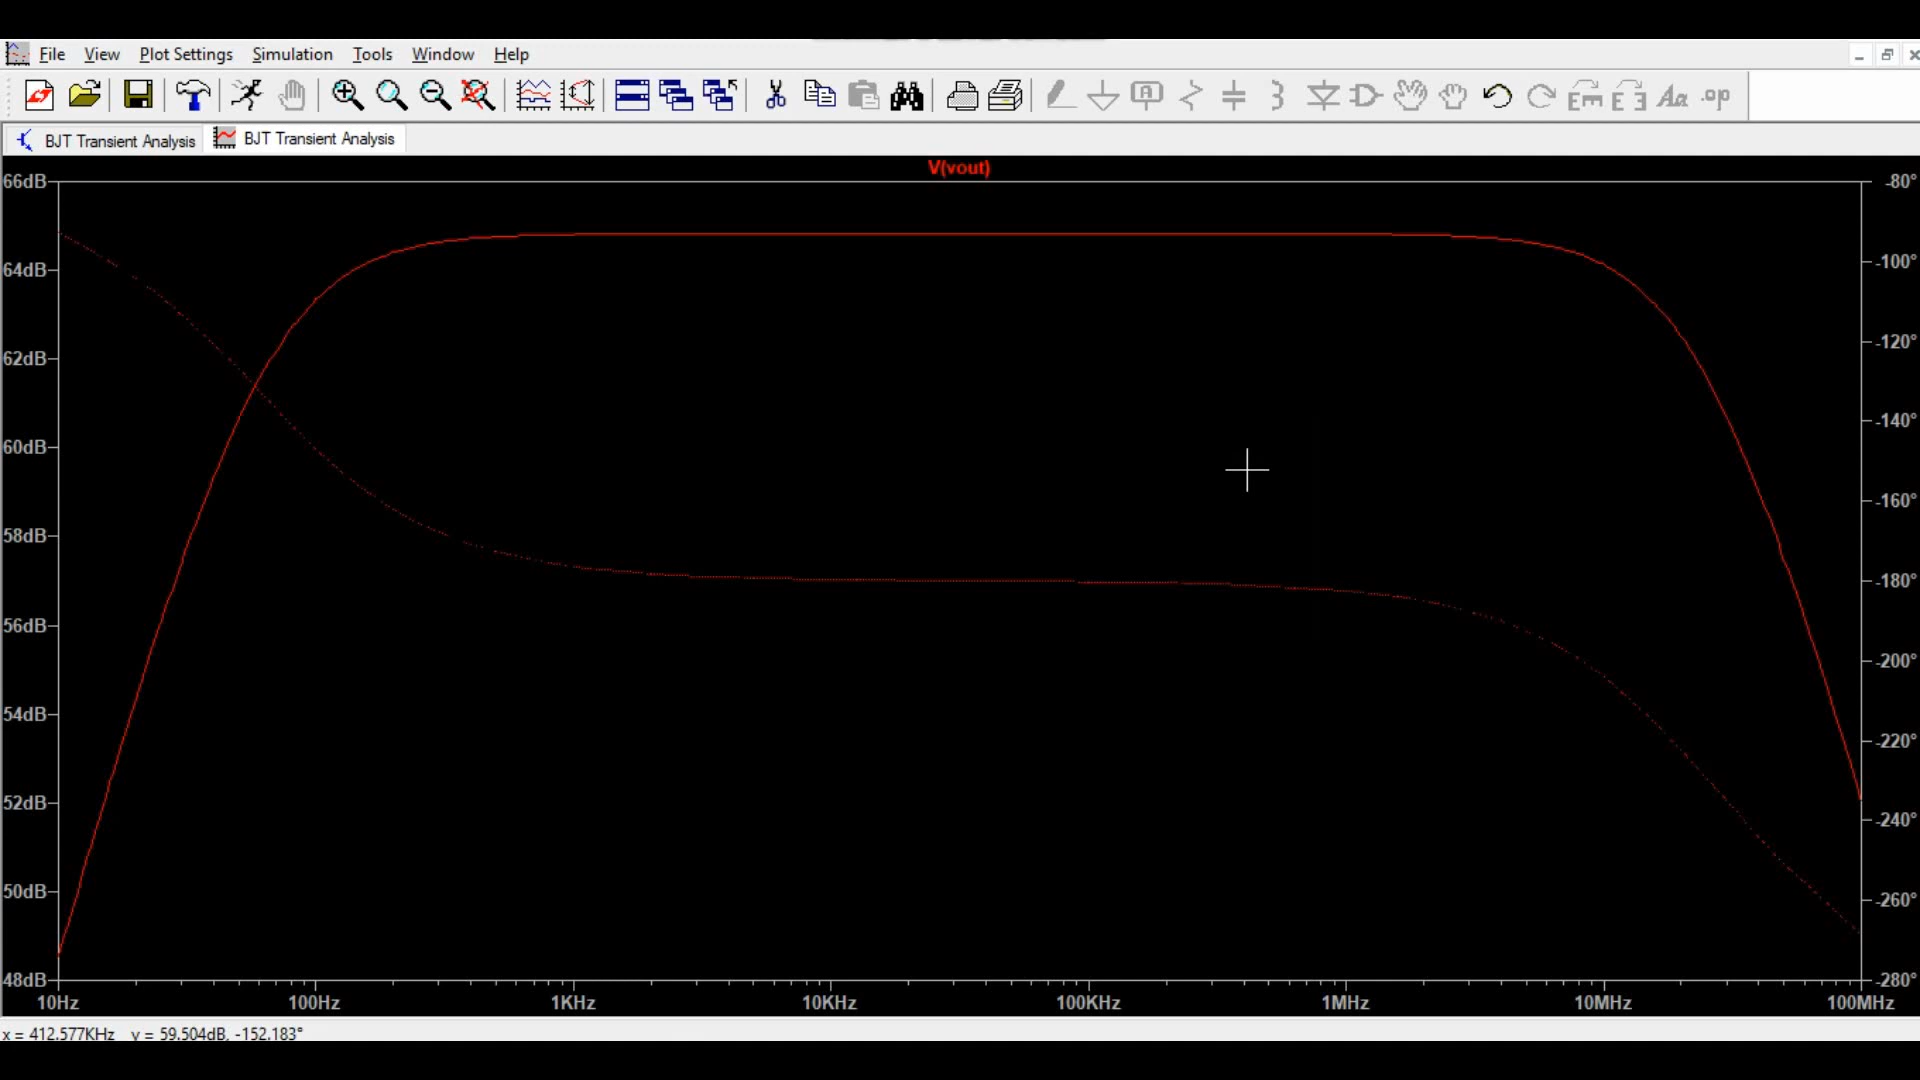 File View Plot Settings Simulation Tools Window Help
BJT Transient Analysis BJT Transient Analysis
V(vout)
66dB
64dB
62dB
60dB
58dB
56dB
54dB
52dB
50dB
48dB
-80°
-100°
-120°
-140°
-160°
-180°
-200°
-220°
-240°
-260°
-280°
10Hz 100Hz 1KHz 10KHz 100KHz 1MHz 10MHz 100MHz
x = 412.577KHz y = 59.504dB, -152.183°